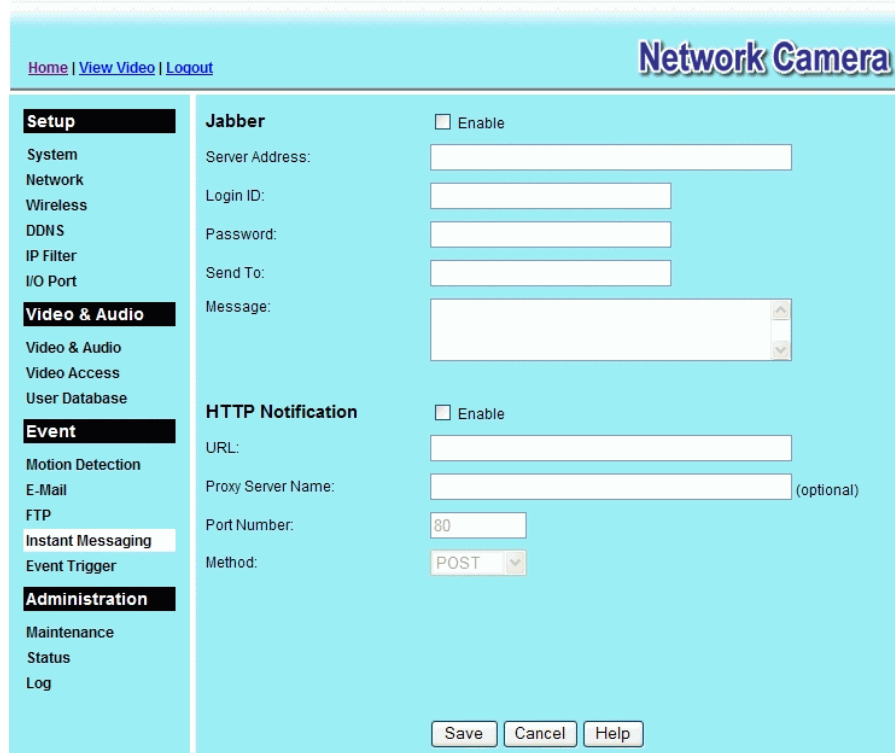 Home | View Video | Logout
Network Camera
Setup
System
Network
Wireless
DDNS
IP Filter
I/O Port
Video & Audio
Video & Audio
Video Access
User Database
Event
Motion Detection
E-Mail
FTP
Instant Messaging
Event Trigger
Administration
Maintenance
Status
Log
Jabber
Enable
Server Address:
Login ID:
Password:
Send To:
Message:
HTTP Notification
Enable
URL:
Proxy Server Name:
(optional)
Port Number:
80
Method:
POST
Save
Cancel
Help